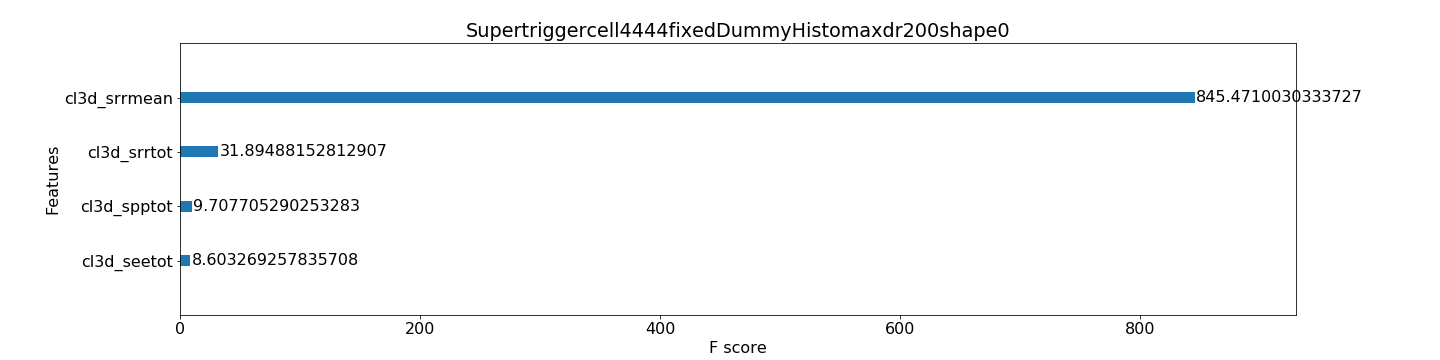 Supertriggercell4444fixedDummyHistomaxdr200shape0
Features
cl3d_srrmean 845.4710030333727
cl3d_srrtot 31.89488152812907
cl3d_spptot 9.707705290253283
cl3d_seetot 8.603269257835708
0 200 400 600 800
F score